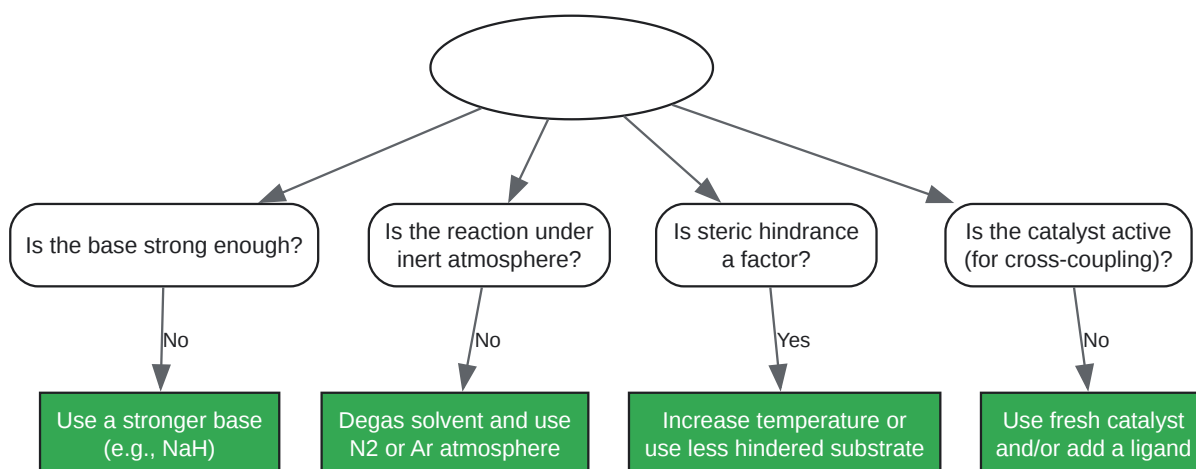 Is the base strong enough?
Is the reaction under
inert atmosphere?
Is steric hindrance
a factor?
Is the catalyst active
(for cross-coupling)?
No
No
Yes
No
Use a stronger base
(e.g., NaH)
Degas solvent and use
N2 or Ar atmosphere
Increase temperature or
use less hindered substrate
Use fresh catalyst
and/or add a ligand